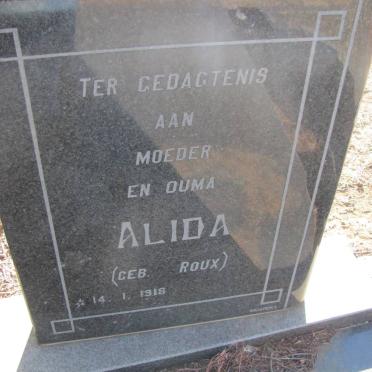 TER GEDAGTENIS
AAN
MOEDER
EN OUMA
ALIDA
(GEB. ROUX)
☆ 14. 1. 1918